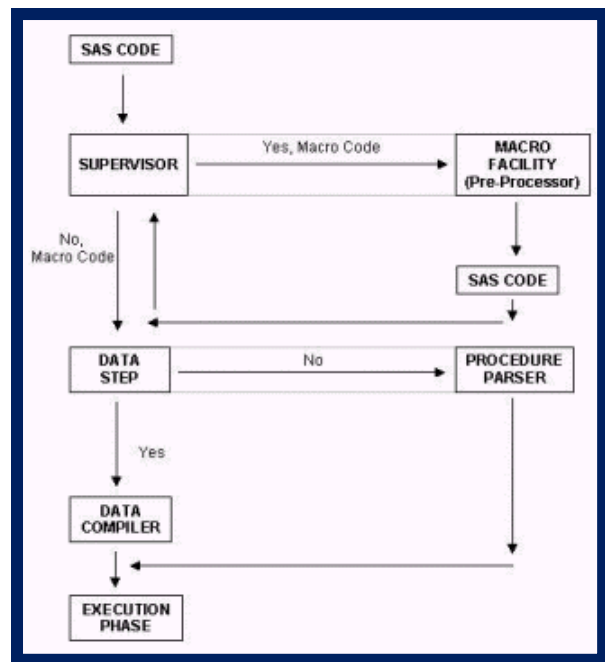 SAS CODE
SUPERVISOR
Yes, Macro Code
MACRO
FACILITY
(Pre-Processor)
No,
Macro Code
SAS CODE
DATA
STEP
No
PROCEDURE
PARSER
Yes
DATA
COMPILER
EXECUTION
PHASE